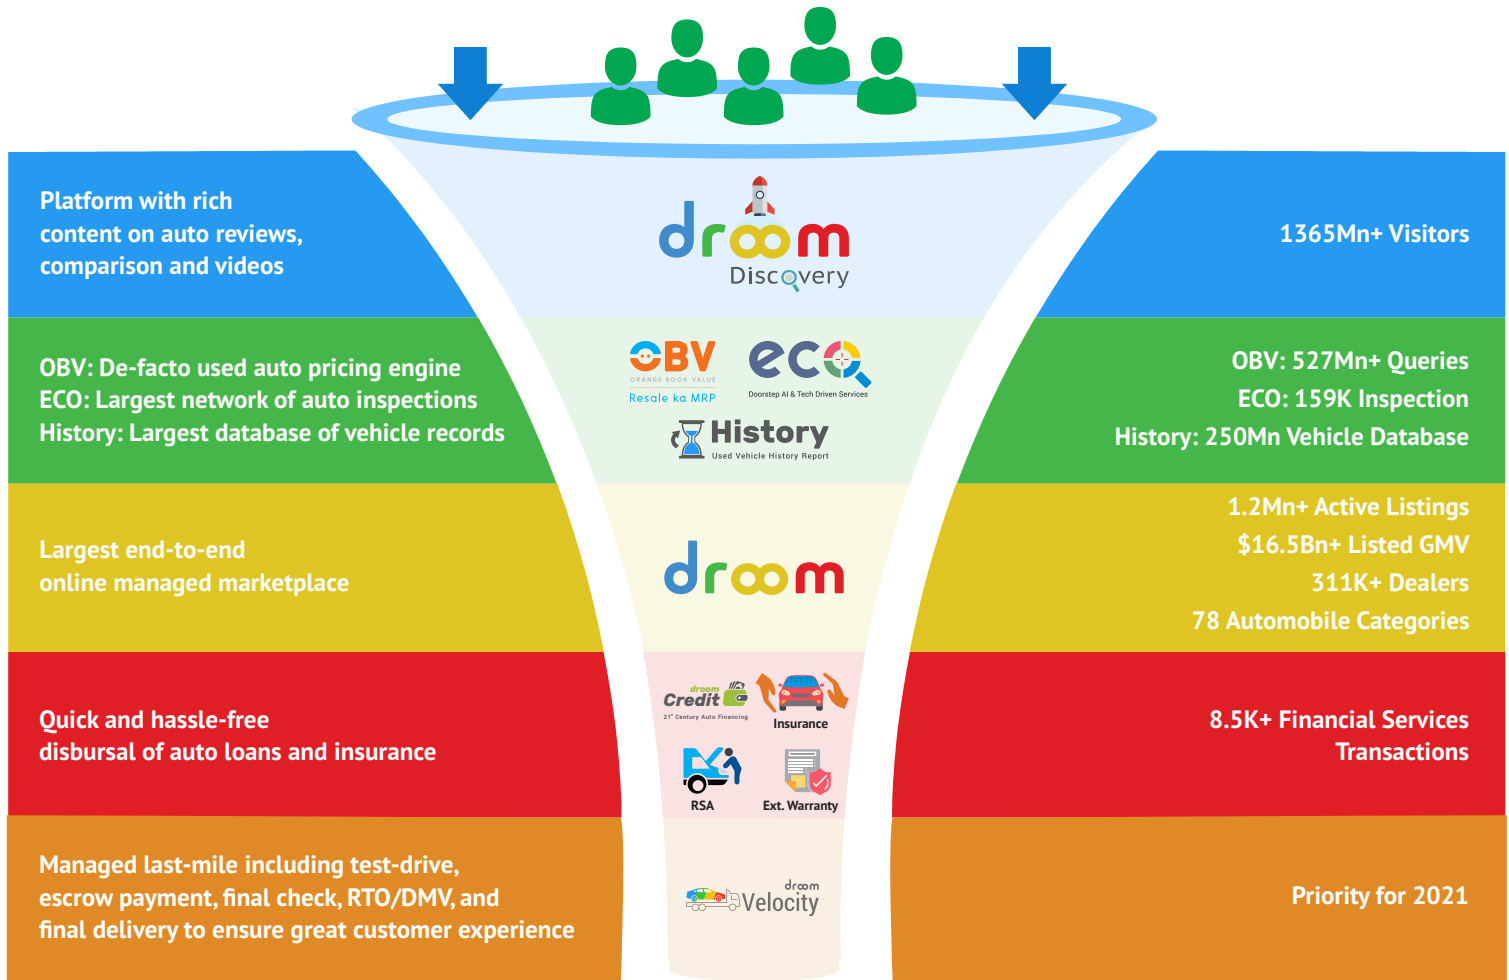 Platform with rich
content on auto reviews,
comparison and videos
droom
Discovery
1365Mn+ Visitors
OBV: De-facto used auto pricing engine
ECO: Largest network of auto inspections
History: Largest database of vehicle records
OBV
ORANGE BOOK VALUE
Resale ka MRP
eco
Doorstep AI & Tech Driven Services
History
Used Vehicle History Report
OBV: 527Mn+ Queries
ECO: 159K Inspection
History: 250Mn Vehicle Database
Largest end-to-end
online managed marketplace
droom
1.2Mn+ Active Listings
$16.5Bn+ Listed GMV
311K+ Dealers
78 Automobile Categories
Quick and hassle-free
disbursal of auto loans and insurance
droom
Credit
21st Century Auto Financing
Insurance
RSA
Ext. Warranty
8.5K+ Financial Services
Transactions
Managed last-mile including test-drive,
escrow payment, final check, RTO/DMV, and
final delivery to ensure great customer experience
droom
Velocity
Priority for 2021